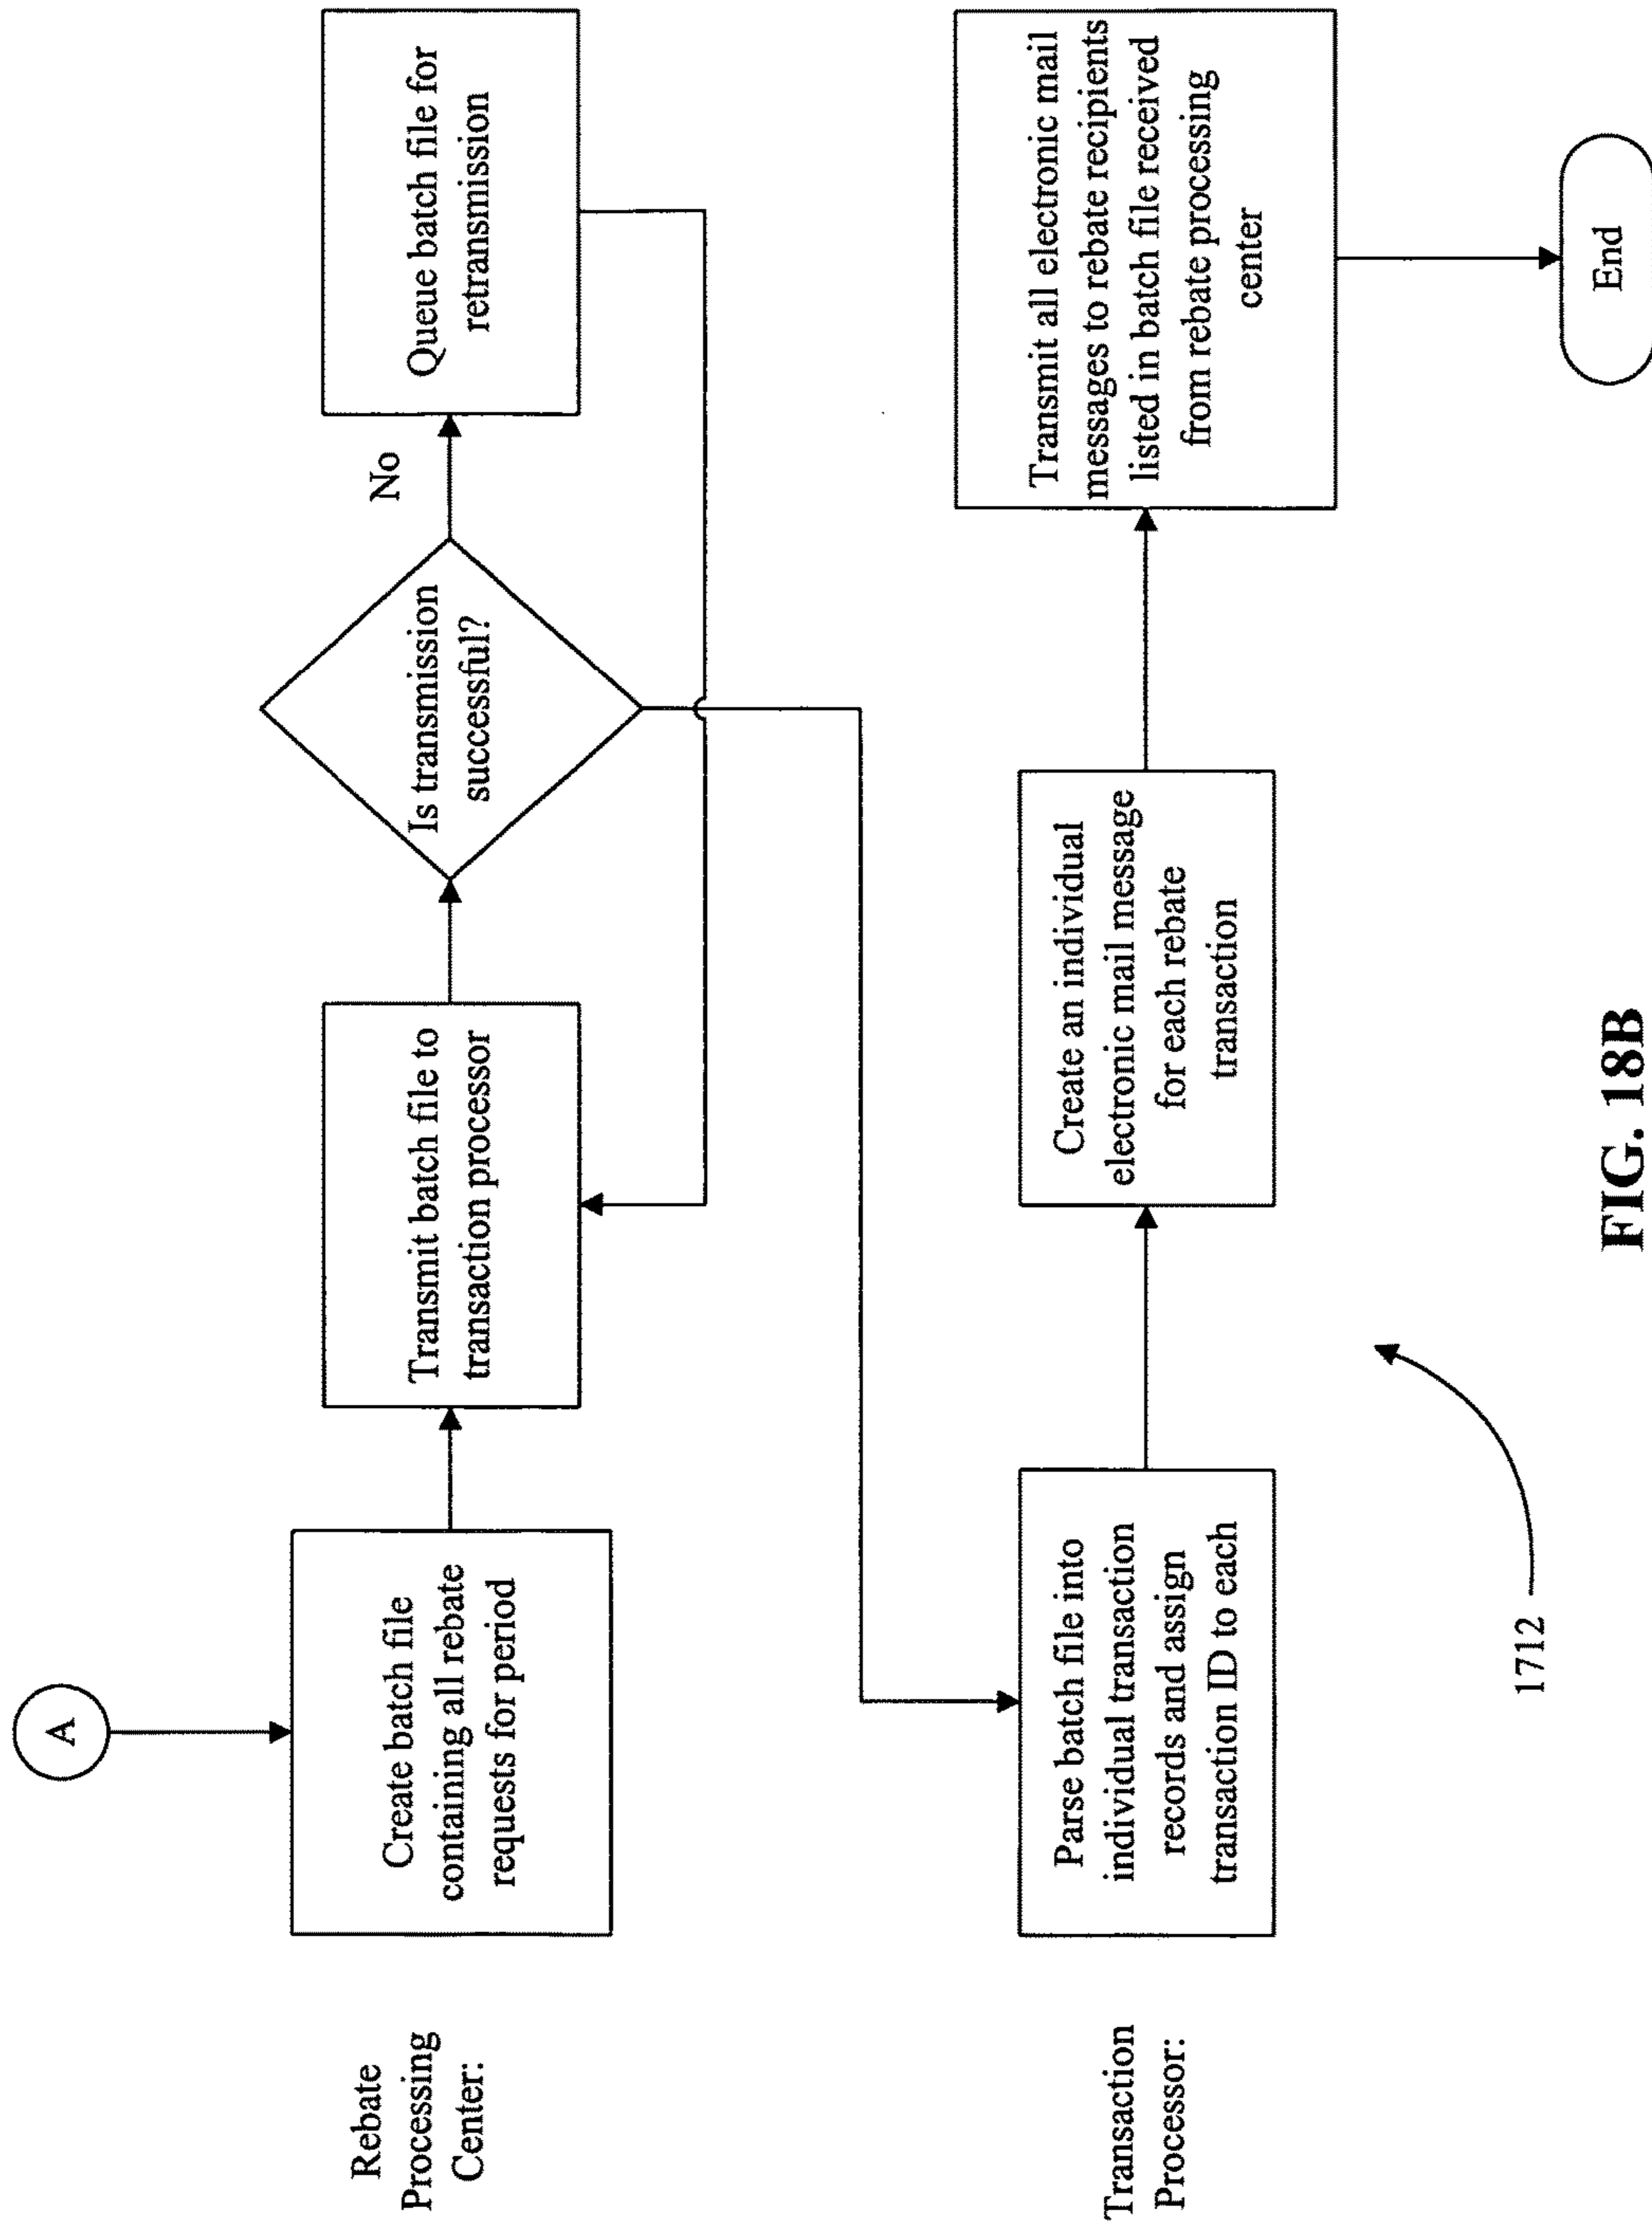 A
Rebate
Processing
Center:
Create batch file
containing all rebate
requests for period
Transmit batch file to
transaction processor
Is transmission
successful?
No
Queue batch file for
retransmission
Transaction
Processor:
Parse batch file into
individual transaction
records and assign
transaction ID to each
Create an individual
electronic mail message
for each rebate
transaction
Transmit all electronic mail
messages to rebate recipients
listed in batch file received
from rebate processing
center
End
1712
FIG. 18B